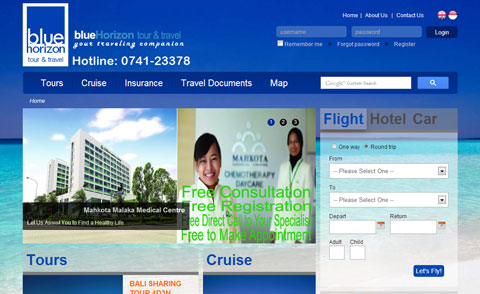 Home | About Us | Contact Us
blue horizon tour & travel
blueHorizon tour & travel
your traveling companion
Hotline: 0741-23378
username
password
Login
Remember me
Forgot password
Register
Tours Cruise Insurance Travel Documents Map
Google™ Custom Search
Home
Flight Hotel Car
One way Round trip
From
-- Please Select One --
To
-- Please Select One --
Depart Return
Adult Child
Let's Fly!
MAHKOTA
CHEMOTHERAPY
DAYCARE
1 2 3
Free Consultation
Free Registration
Free Direct Call to Your Specialist
Free to Make Appointment
Mahkota Malaka Medical Centre
Let Us Assist You to Find a Healthy Life
Tours
Cruise
BALI SHARING
TOUR 4D3N